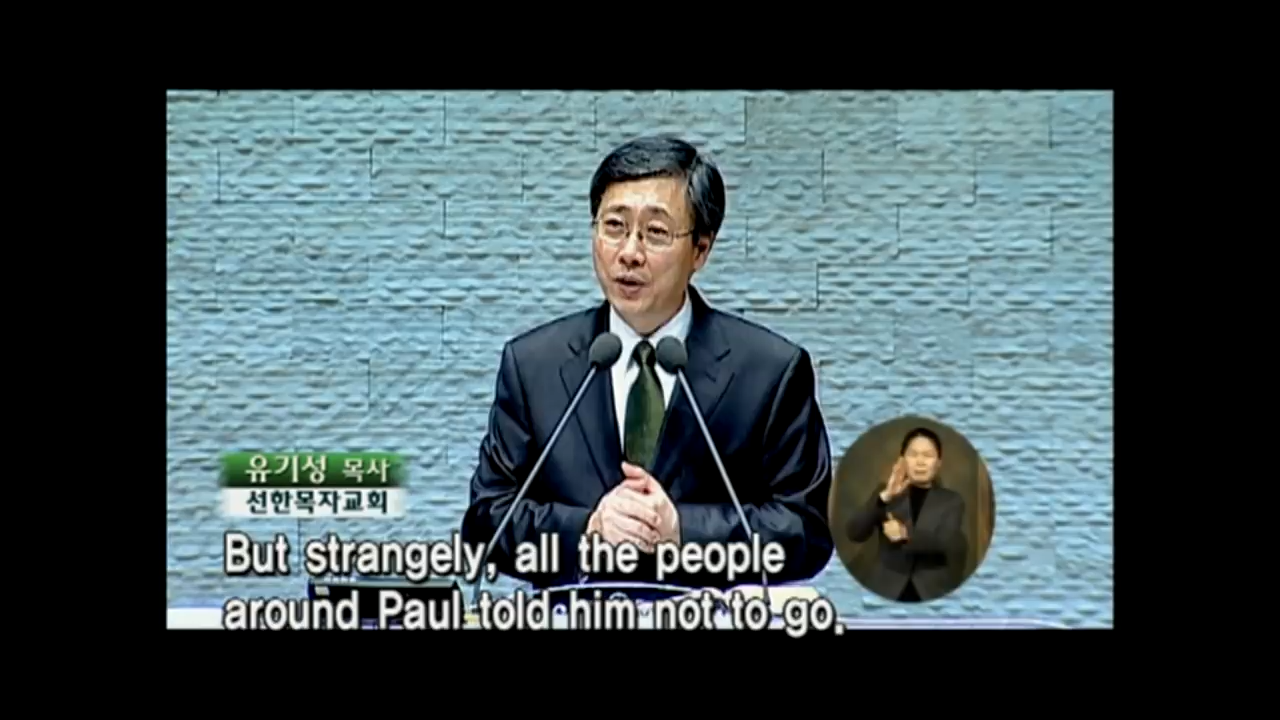 유기성 목사
선한목자교회
But strangely, all the people
around Paul told him not to go.